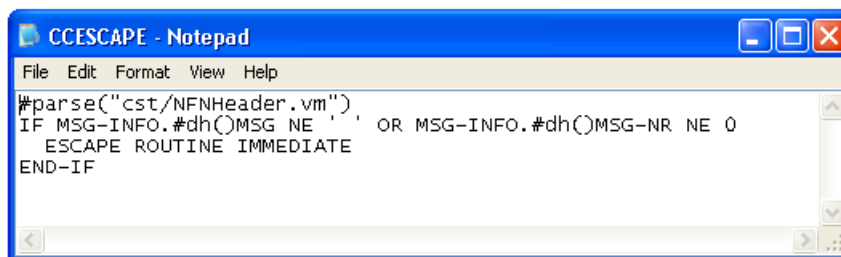 CCESCAPE - Notepad
File Edit Format View Help
#parse("cst/NFNHeader.vm")
IF MSG-INFO.#dh()MSG NE ' ' OR MSG-INFO.#dh()MSG-NR NE 0
  ESCAPE ROUTINE IMMEDIATE
END-IF